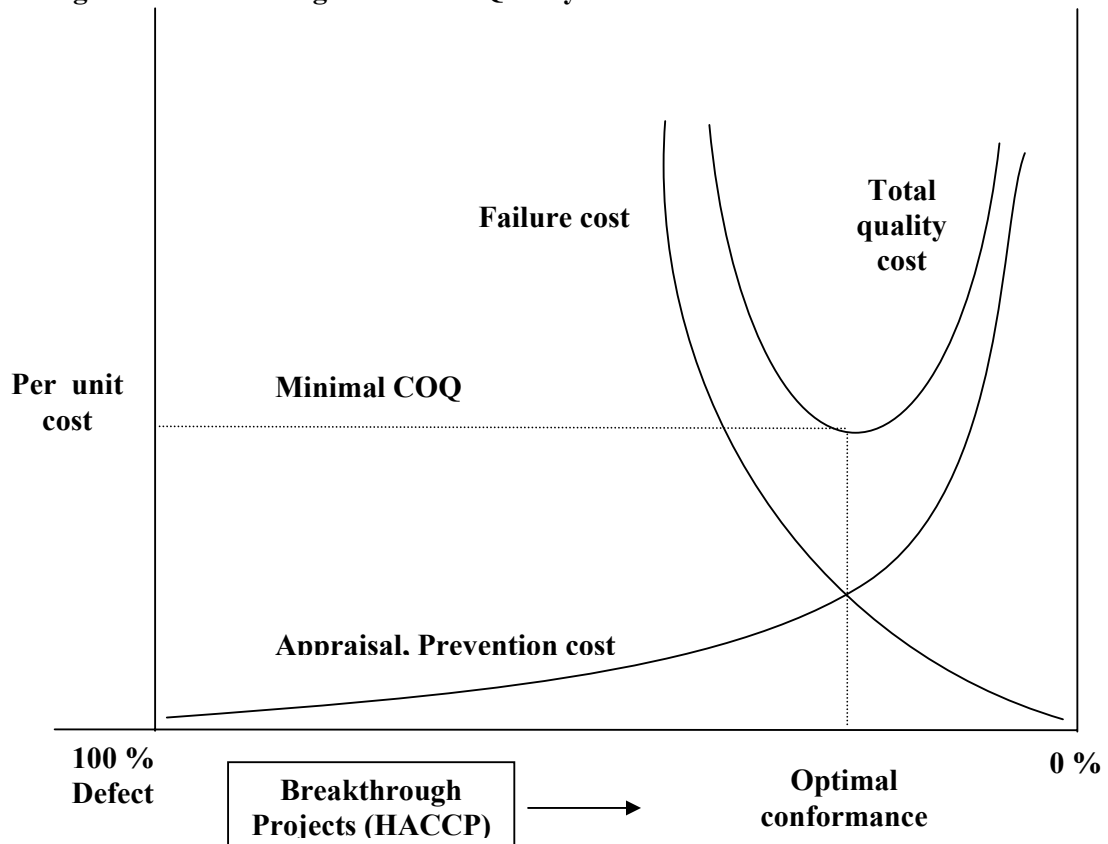 Failure cost
Total
quality
cost
Per unit
cost
Minimal COQ
Appraisal, Prevention cost
100 %
Defect
0 %
Breakthrough
Projects (HACCP)
Optimal
conformance